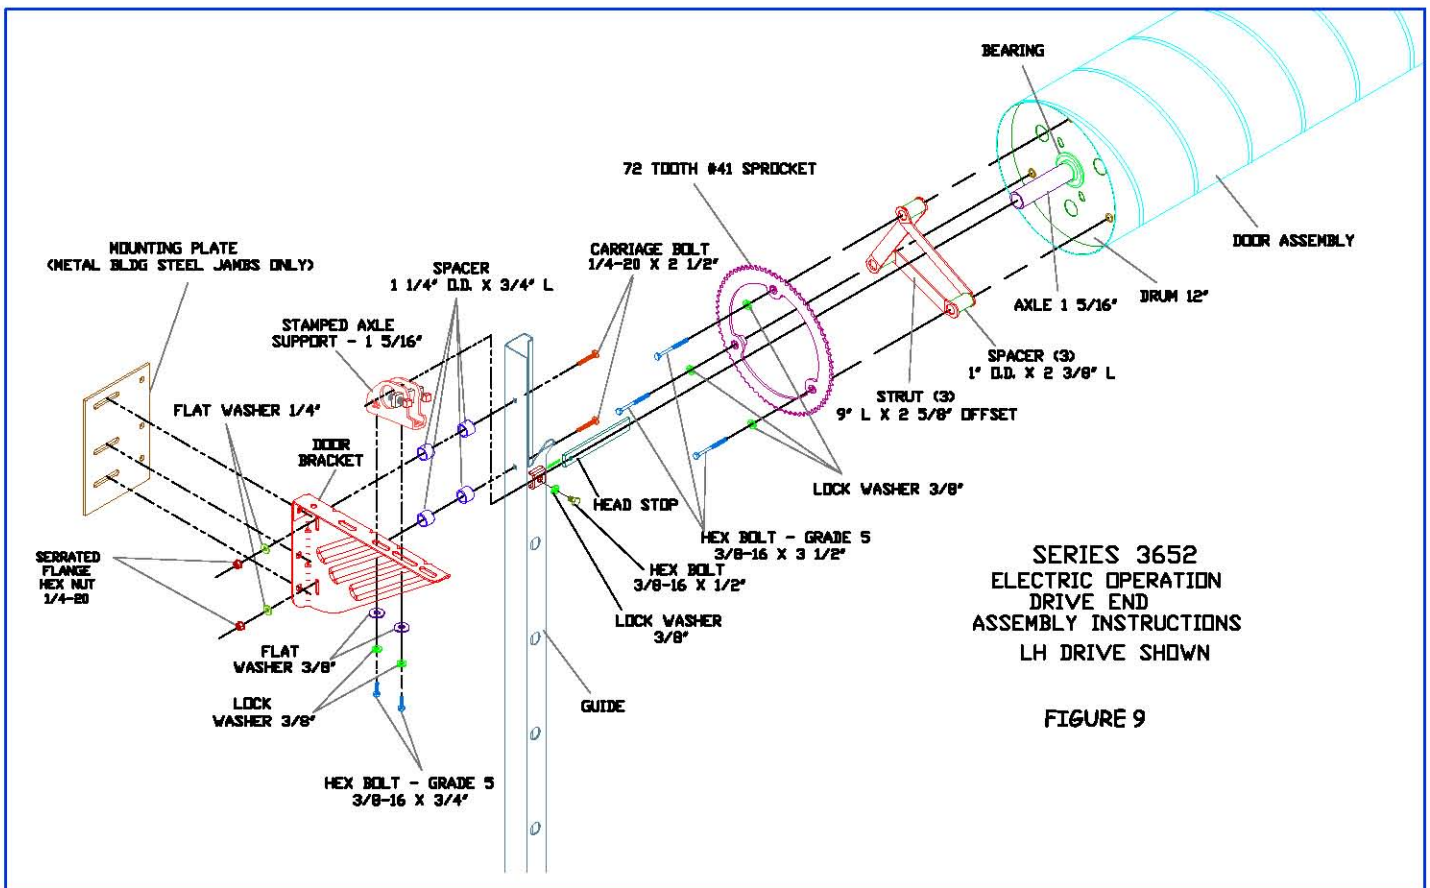 BEARING
72 TOOTH #41 SPROCKET
MOUNTING PLATE
(METAL BLDG STEEL JAMBS ONLY)
SPACER
1 1/4" O.D. X 3/4" L
CARRIAGE BOLT
1/4-20 X 2 1/2"
DOOR ASSEMBLY
AXLE 1 5/16"
DRUM 12"
STAMPED AXLE
SUPPORT - 1 5/16"
SPACER (3)
1" O.D. X 2 3/8" L
STRUT (3)
9" L X 2 5/8" OFFSET
FLAT WASHER 1/4"
DOOR
BRACKET
LOCK WASHER 3/8"
HEAD STOP
HEX BOLT - GRADE 5
3/8-16 X 3 1/2"
SERRATED
FLANGE
HEX NUT
1/4-20
HEX BOLT
3/8-16 X 1/2"
LOCK WASHER
3/8"
FLAT
WASHER 3/8"
LOCK
WASHER 3/8"
GUIDE
HEX BOLT - GRADE 5
3/8-16 X 3/4"
SERIES 3652
ELECTRIC OPERATION
DRIVE END
ASSEMBLY INSTRUCTIONS
LH DRIVE SHOWN
FIGURE 9